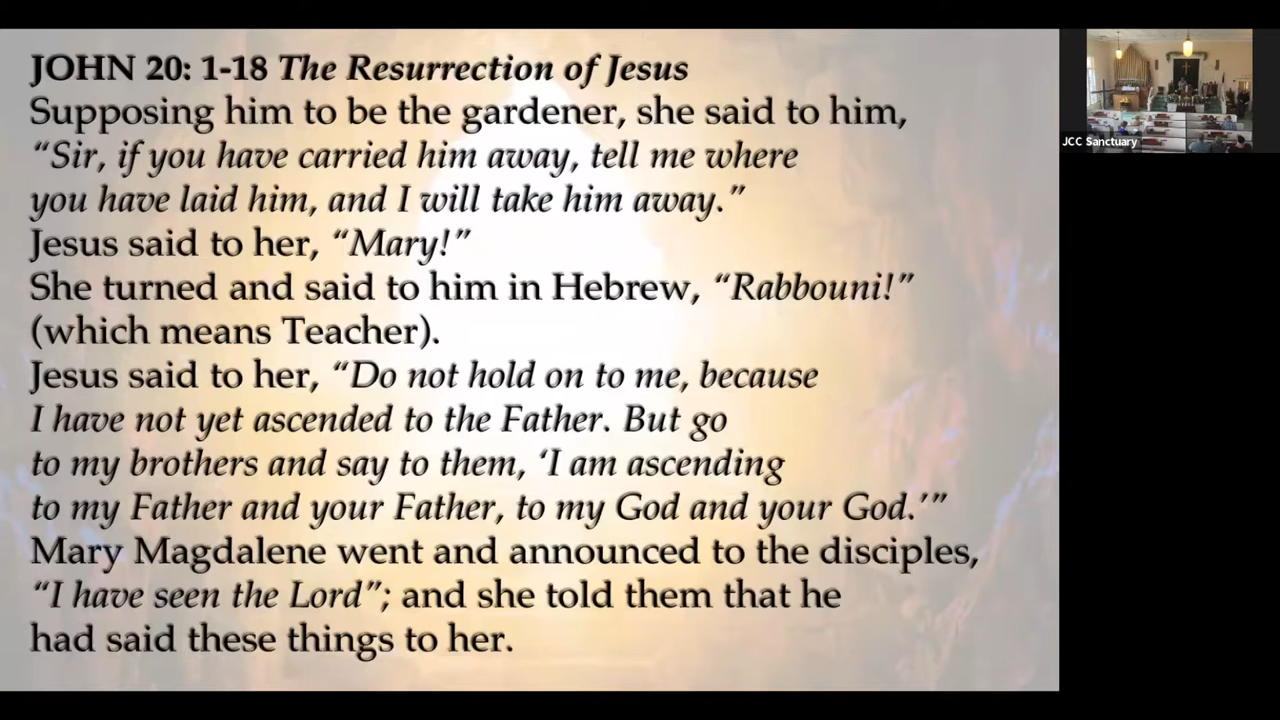 JOHN 20: 1-18 The Resurrection of Jesus
Supposing him to be the gardener, she said to him,
“Sir, if you have carried him away, tell me where
you have laid him, and I will take him away.”
Jesus said to her, “Mary!”
She turned and said to him in Hebrew, “Rabbouni!”
(which means Teacher).
Jesus said to her, “Do not hold on to me, because
I have not yet ascended to the Father. But go
to my brothers and say to them, ‘I am ascending
to my Father and your Father, to my God and your God.’”
Mary Magdalene went and announced to the disciples,
“I have seen the Lord”; and she told them that he
had said these things to her.
JCC Sanctuary